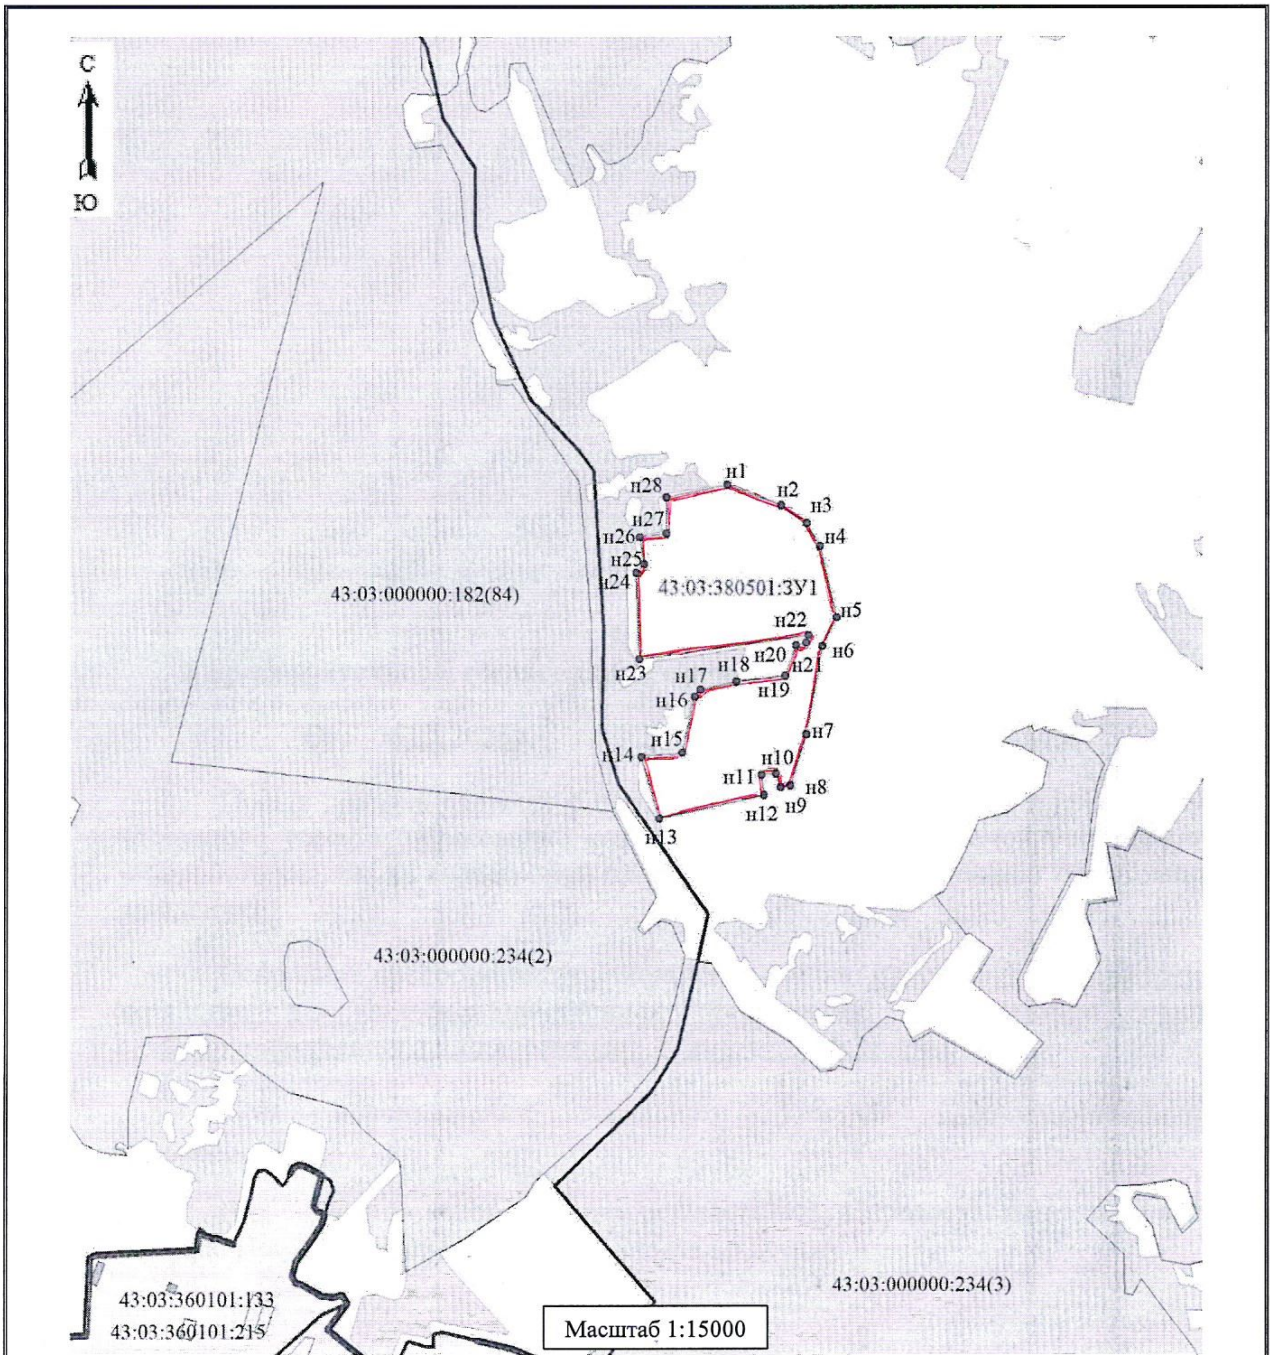 С
Ю
н1
н2
н28
н3
н27
н4
н26
н25
н24
43:03:380501:ЗУ1
43:03:000000:182(84)
н5
н22
н6
н20
н21
н23
н18
н17
н19
н16
н7
н15
н14
н10
н11
н8
н9
н12
н13
43:03:000000:234(2)
43:03:000000:234(3)
43:03:360101:133
43:03:360101:215
Масштаб 1:15000